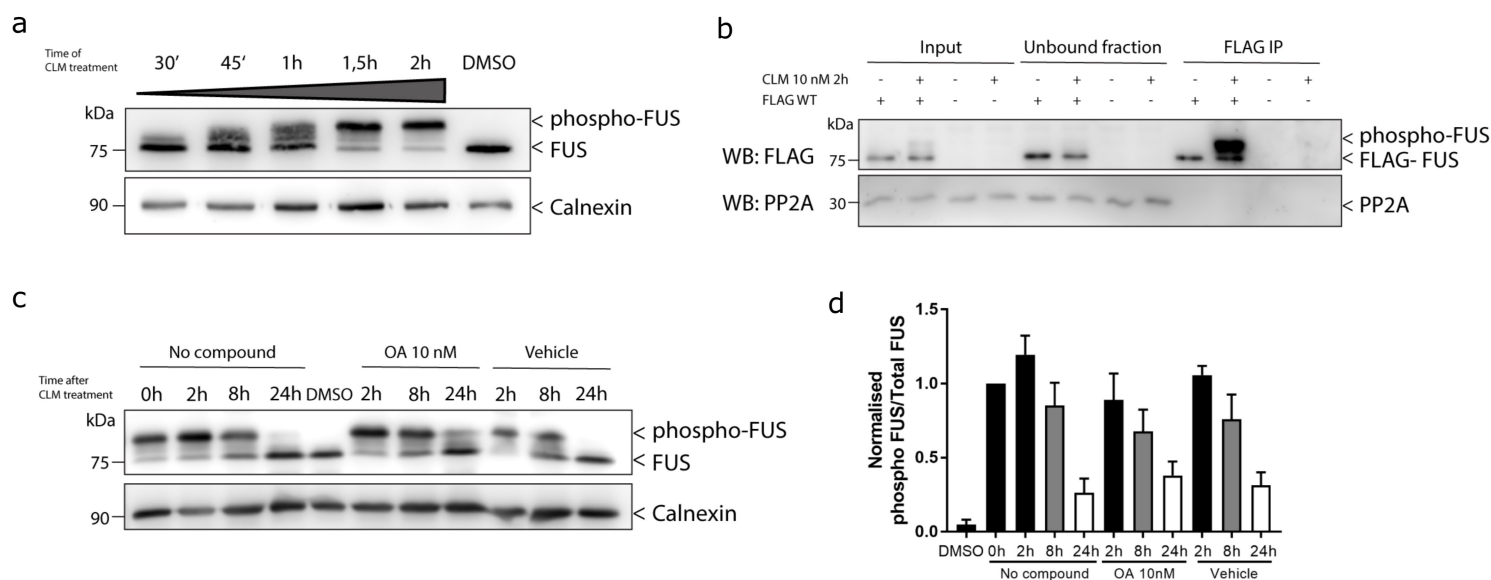 a
Time of
CLM treatment
30' 45' 1h 1,5h 2h DMSO
kDa
< phospho-FUS
75 < FUS
90 < Calnexin
b
Input Unbound fraction FLAG IP
CLM 10 nM 2h - + - + - + - + - + - +
FLAG WT + + - - + + - - + + - -
kDa
< phospho-FUS
WB: FLAG 75 < FLAG- FUS
WB: PP2A 30 < PP2A
c
No compound OA 10 nM Vehicle
Time after
CLM treatment
0h 2h 8h 24h DMSO 2h 8h 24h 2h 8h 24h
kDa
< phospho-FUS
75 < FUS
90 < Calnexin
d
Normalised
phospho FUS/Total FUS
1.5
1.0
0.5
0.0
DMSO 0h 2h 8h 24h 2h 8h 24h 2h 8h 24h
No compound OA 10nM Vehicle